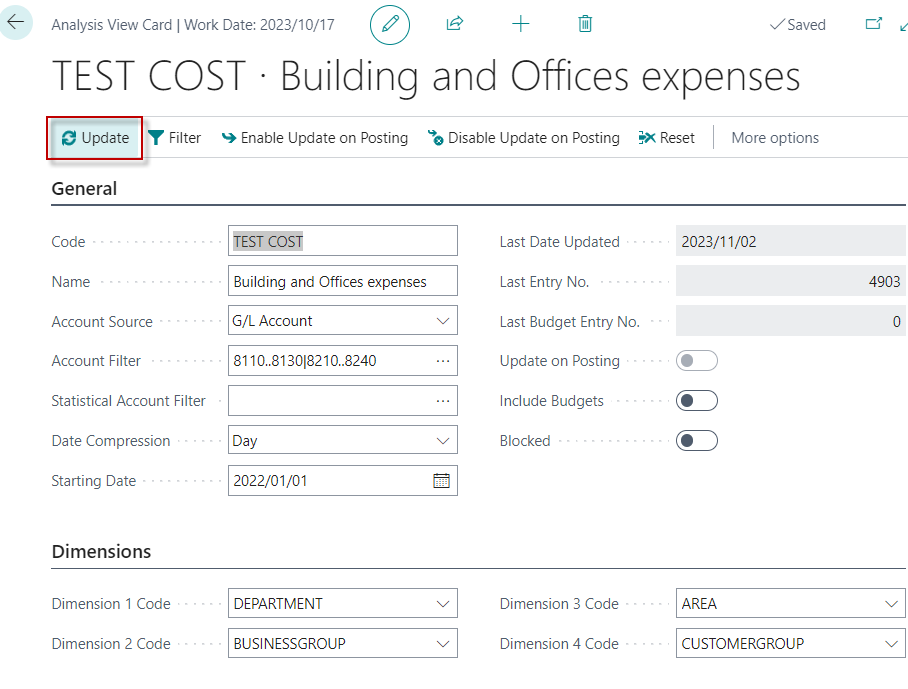 Analysis View Card | Work Date: 2023/10/17
Saved
TEST COST · Building and Offices expenses
Update Filter Enable Update on Posting Disable Update on Posting Reset More options
General
Code TEST COST Last Date Updated 2023/11/02
Name Building and Offices expenses Last Entry No. 4903
Account Source G/L Account Last Budget Entry No. 0
Account Filter 8110..8130|8210..8240 Update on Posting
Statistical Account Filter Include Budgets
Date Compression Day Blocked
Starting Date 2022/01/01
Dimensions
Dimension 1 Code DEPARTMENT Dimension 3 Code AREA
Dimension 2 Code BUSINESSGROUP Dimension 4 Code CUSTOMERGROUP